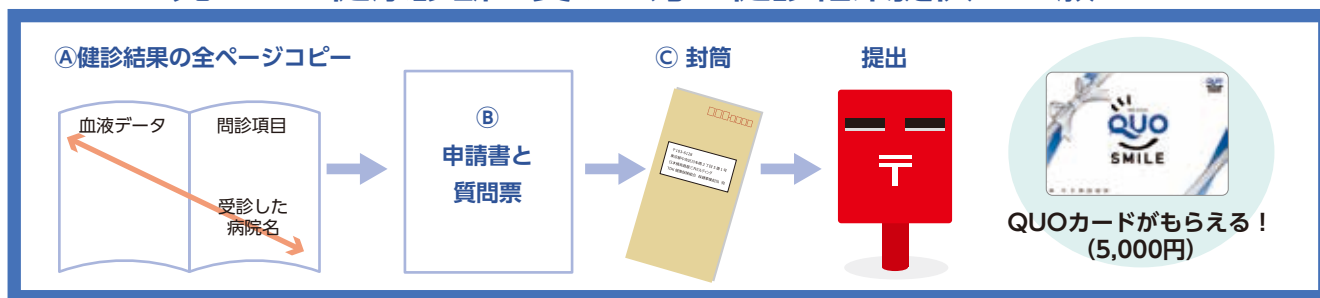 Ⓐ健診結果の全ページコピー
血液データ
問診項目
受診した
病院名
Ⓑ
申請書と
質問票
Ⓒ 封筒
提出
〒
QUO
SMILE
QUOカードがもらえる！
(5,000円)